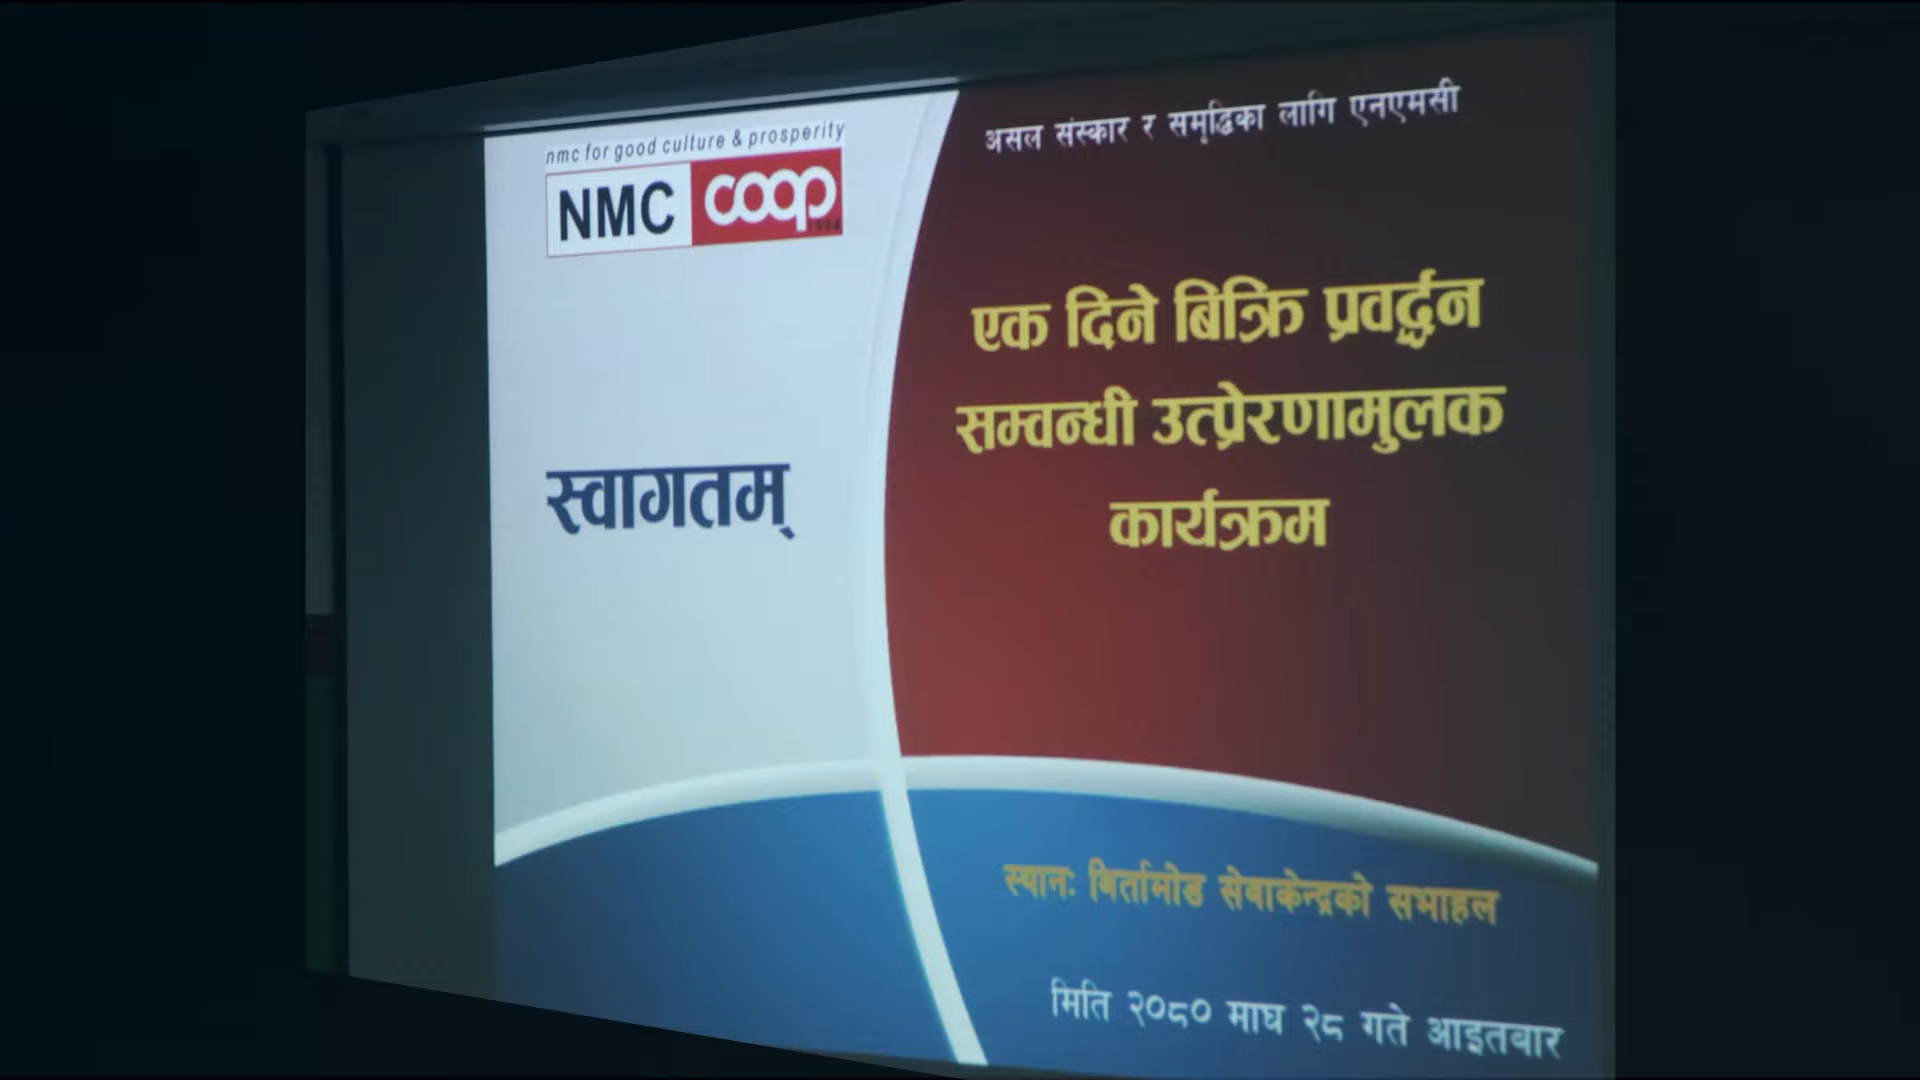 nmc for good culture & prosperity
NMC coop
1994
असल संस्कार र समृद्धिका लागि एनएमसी
स्वागतम्
एक दिने बिक्रि प्रवर्द्धन
सम्वन्धी उत्प्रेरणामुलक
कार्यक्रम
स्थानः बिर्तामोड सेवाकेन्द्रको सभाहल
मिति २०८० माघ २८ गते आइतबार